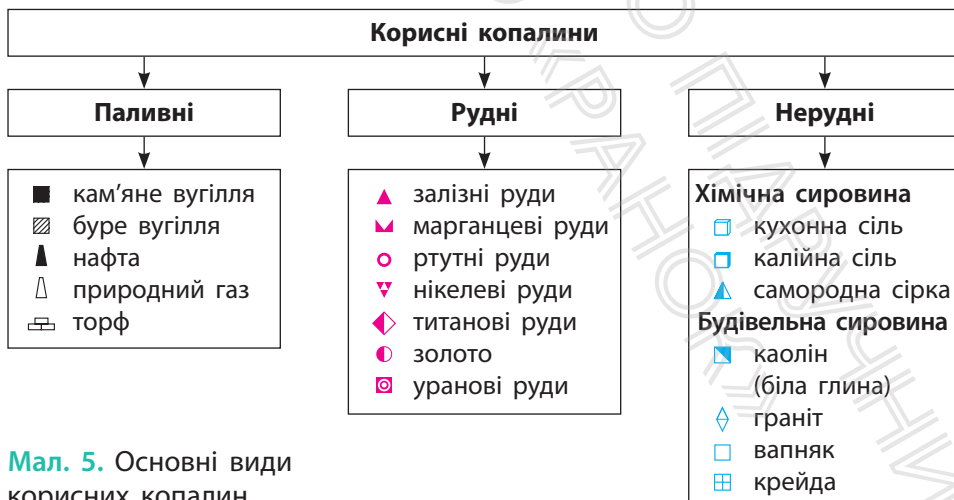 Корисні копалини
Паливні
кам'яне вугілля
буре вугілля
нафта
природний газ
торф
Рудні
залізні руди
марганцеві руди
ртутні руди
нікелеві руди
титанові руди
золото
уранові руди
Нерудні
Хімічна сировина
кухонна сіль
калійна сіль
самородна сірка
Будівельна сировина
каолін
(біла глина)
граніт
вапняк
крейда
Мал. 5. Основні види
корисних копалин
«РАНОК»